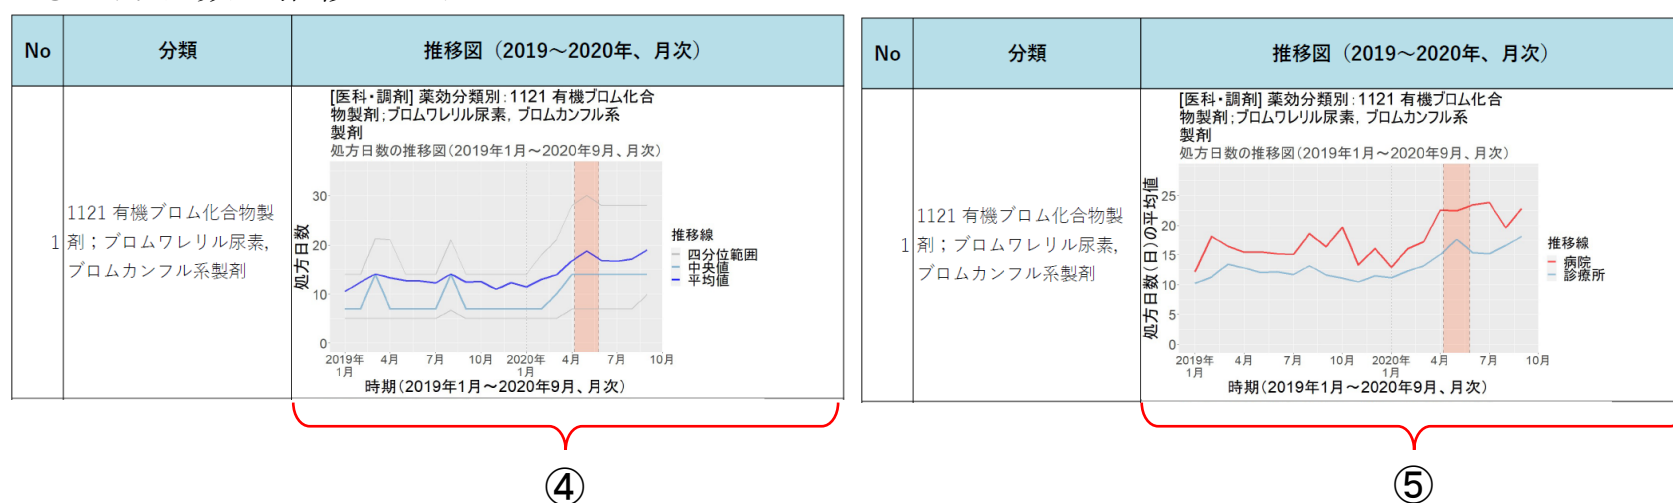 No 分類 推移図（2019～2020年、月次）
1 1121 有機ブロム化合物製
剤；ブロムワレリル尿素,
ブロムカンフル系製剤
[医科・調剤] 薬効分類別：1121 有機ブロム化合
物製剤；ブロムワレリル尿素，ブロムカンフル系
製剤
処方日数の推移図（2019年1月～2020年9月、月次）
処方日数
30
20
10
0
2019年
1月 4月 7月 10月 2020年
1月 4月 7月 10月
時期（2019年1月～2020年9月、月次）
推移線
四分位範囲
中央値
平均値
④
No 分類 推移図（2019～2020年、月次）
1 1121 有機ブロム化合物製
剤；ブロムワレリル尿素,
ブロムカンフル系製剤
[医科・調剤] 薬効分類別：1121 有機ブロム化合
物製剤；ブロムワレリル尿素，ブロムカンフル系
製剤
処方日数の推移図（2019年1月～2020年9月、月次）
処方日数（日）の平均値
25
20
15
10
5
0
2019年
1月 4月 7月 10月 2020年
1月 4月 7月 10月
時期（2019年1月～2020年9月、月次）
推移線
病院
診療所
⑤